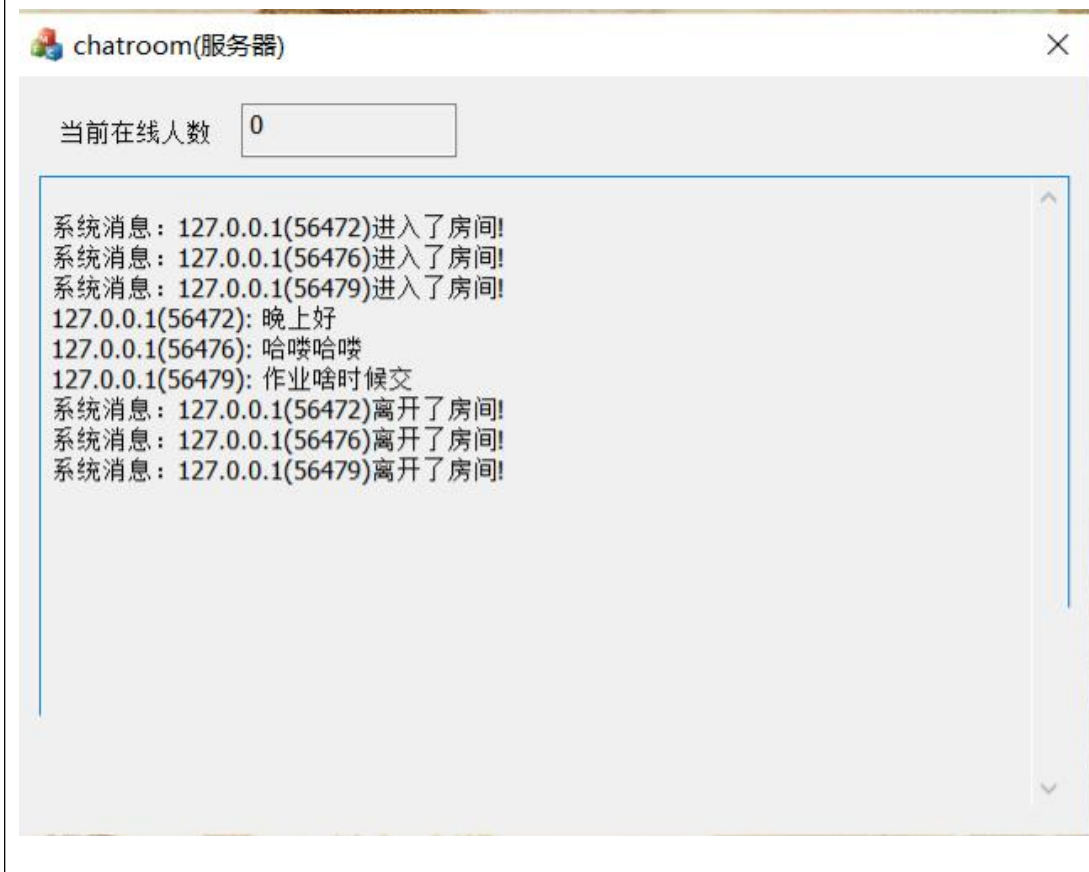 chatroom(服务器)
当前在线人数 0
系统消息：127.0.0.1(56472)进入了房间!
系统消息：127.0.0.1(56476)进入了房间!
系统消息：127.0.0.1(56479)进入了房间!
127.0.0.1(56472): 晚上好
127.0.0.1(56476): 哈喽哈喽
127.0.0.1(56479): 作业啥时候交
系统消息：127.0.0.1(56472)离开了房间!
系统消息：127.0.0.1(56476)离开了房间!
系统消息：127.0.0.1(56479)离开了房间!